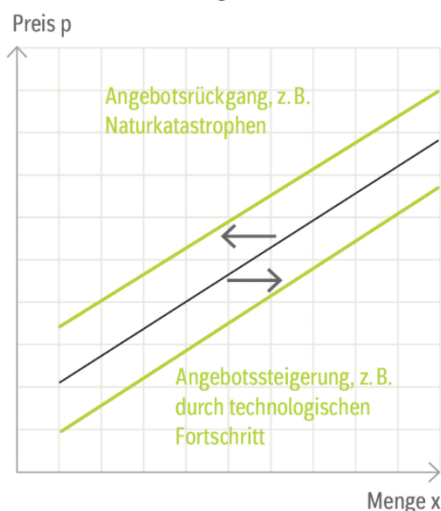 Preis p
Angebotsrückgang, z. B.
Naturkatastrophen
Angebotssteigerung, z. B.
durch technologischen
Fortschritt
Menge x